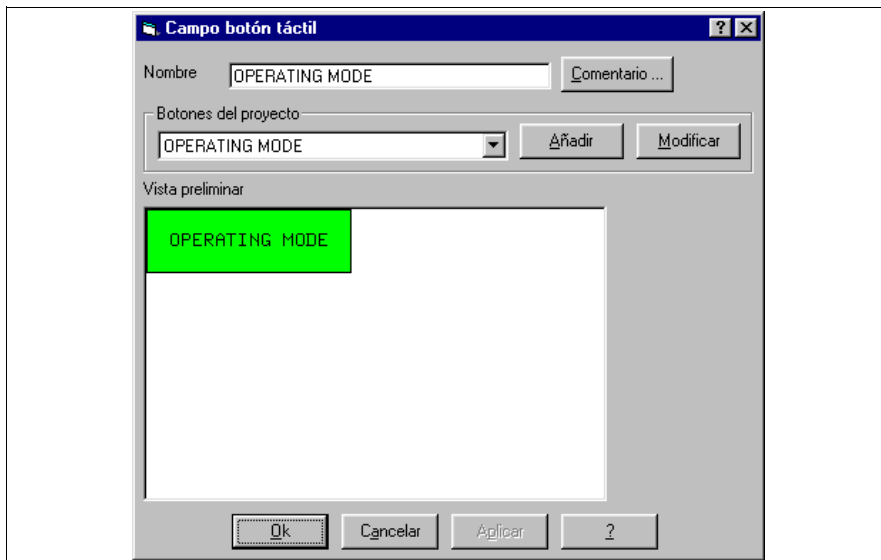 Campo botón táctil
Nombre OPERATING MODE Comentario ...
Botones del proyecto
OPERATING MODE Añadir Modificar
Vista preliminar
OPERATING MODE
Ok Cancelar Aplicar ?